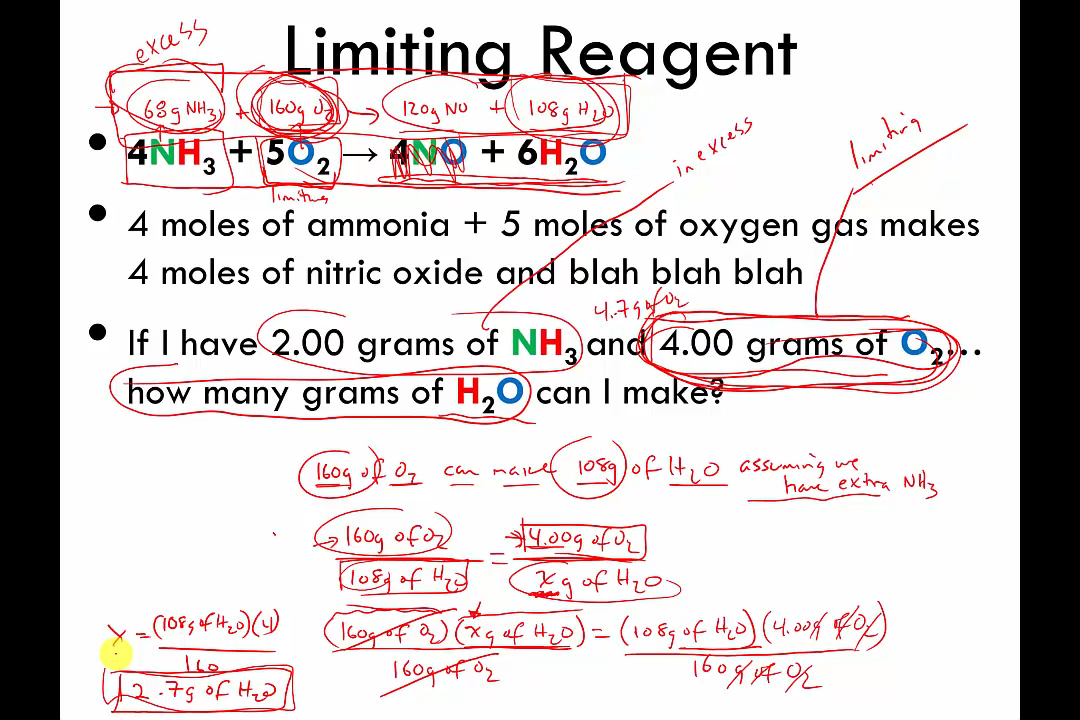 Limiting Reagent
excess
68g NH3 + 160g O2 → 120g NO + 108g H2O
• 4NH3 + 5O2 → 4NO + 6H2O
limiting
in excess
limiting
• 4 moles of ammonia + 5 moles of oxygen gas makes
4 moles of nitric oxide and blah blah blah
4.7g of O2
• If I have 2.00 grams of NH3 and 4.00 grams of O2…
how many grams of H2O can I make?
160g of O2 can make 108g of H2O assuming we
have extra NH3
160g of O2 = 4.00g of O2
108g of H2O x g of H2O
x = (108g of H2O)(4) (160g of O2)(x g of H2O) = (108g of H2O)(4.00g of O2)
160 160g of O2 160g of O2
2.7g of H2O